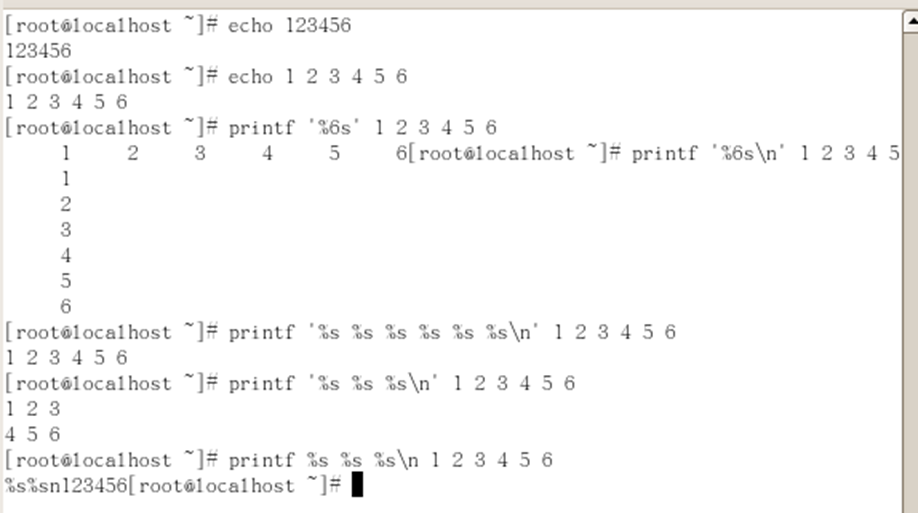 [root@localhost ~]# echo 123456
123456
[root@localhost ~]# echo 1 2 3 4 5 6
1 2 3 4 5 6
[root@localhost ~]# printf '%6s' 1 2 3 4 5 6
     1     2     3     4     5     6[root@localhost ~]# printf '%6s\n' 1 2 3 4 5
     1
     2
     3
     4
     5
     6
[root@localhost ~]# printf '%s %s %s %s %s %s\n' 1 2 3 4 5 6
1 2 3 4 5 6
[root@localhost ~]# printf '%s %s %s\n' 1 2 3 4 5 6
1 2 3
4 5 6
[root@localhost ~]# printf %s %s %s\n 1 2 3 4 5 6
%s%sn123456[root@localhost ~]#